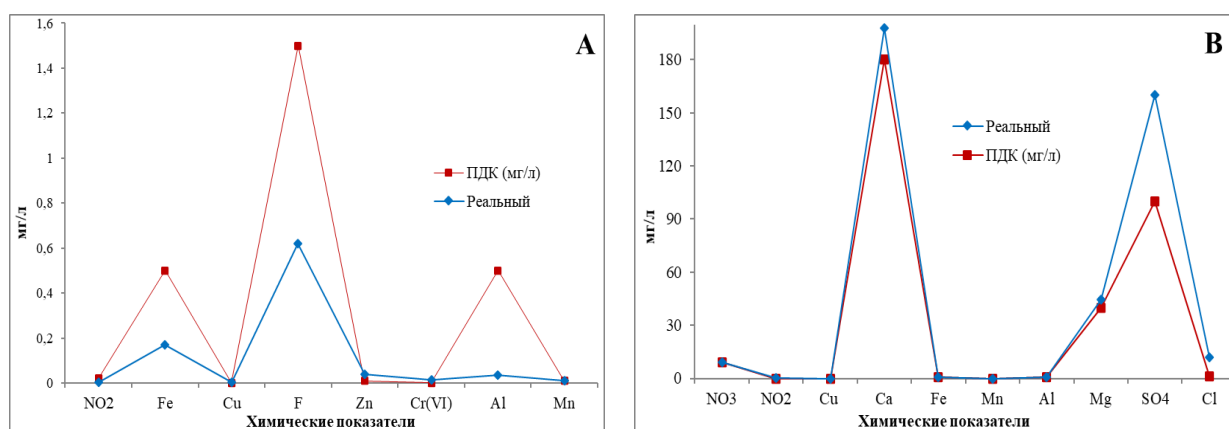 A
1,6
1,4
1,2
1
0,8
0,6
0,4
0,2
0
мг/л
ПДК (мг/л)
Реальный
NO2 Fe Cu F Zn Cr(VI) Al Mn
Химические показатели
B
180
150
120
90
60
30
0
мг/л
Реальный
ПДК (мг/л)
NO3 NO2 Cu Ca Fe Mn Al Mg SO4 Cl
Химические показатели